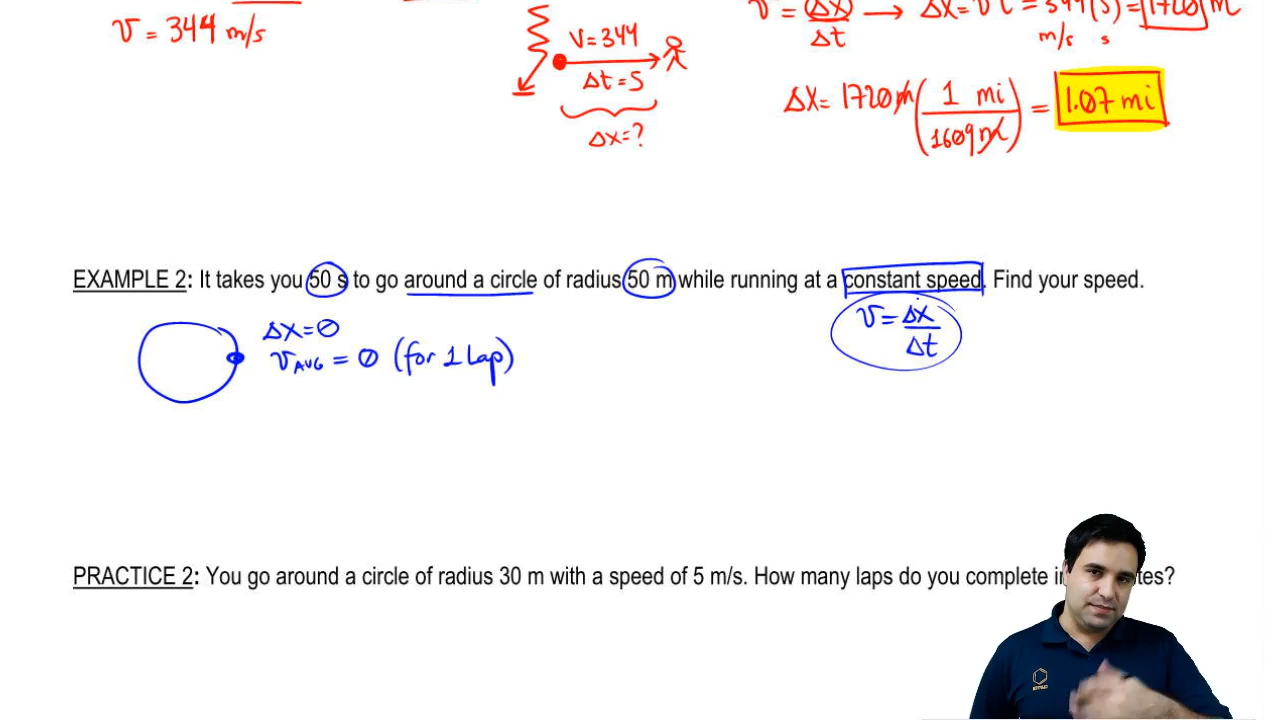 v = 344 m/s
V=344
Δt=5
Δx=?
v = Δx/Δt → Δx= v t = 344(5) = 1720 m
m/s s
Δx= 1720m ( 1 mi / 1609m ) = 1.07 mi
EXAMPLE 2: It takes you 50 s to go around a circle of radius 50 m while running at a constant speed. Find your speed.
Δx=0
v AVG = 0 (for 1 Lap)
v= Δx/Δt
PRACTICE 2: You go around a circle of radius 30 m with a speed of 5 m/s. How many laps do you complete